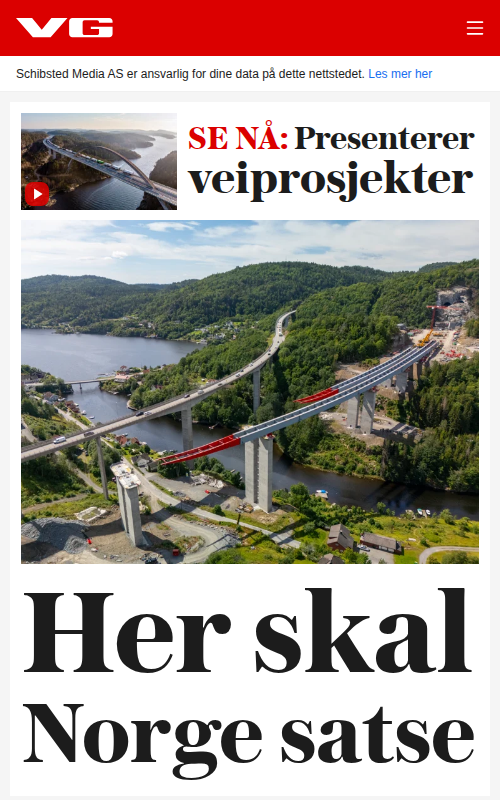 VG
Schibsted Media AS er ansvarlig for dine data på dette nettstedet. Les mer her
SE NÅ: Presenterer
veiprosjekter
Her skal
Norge satse